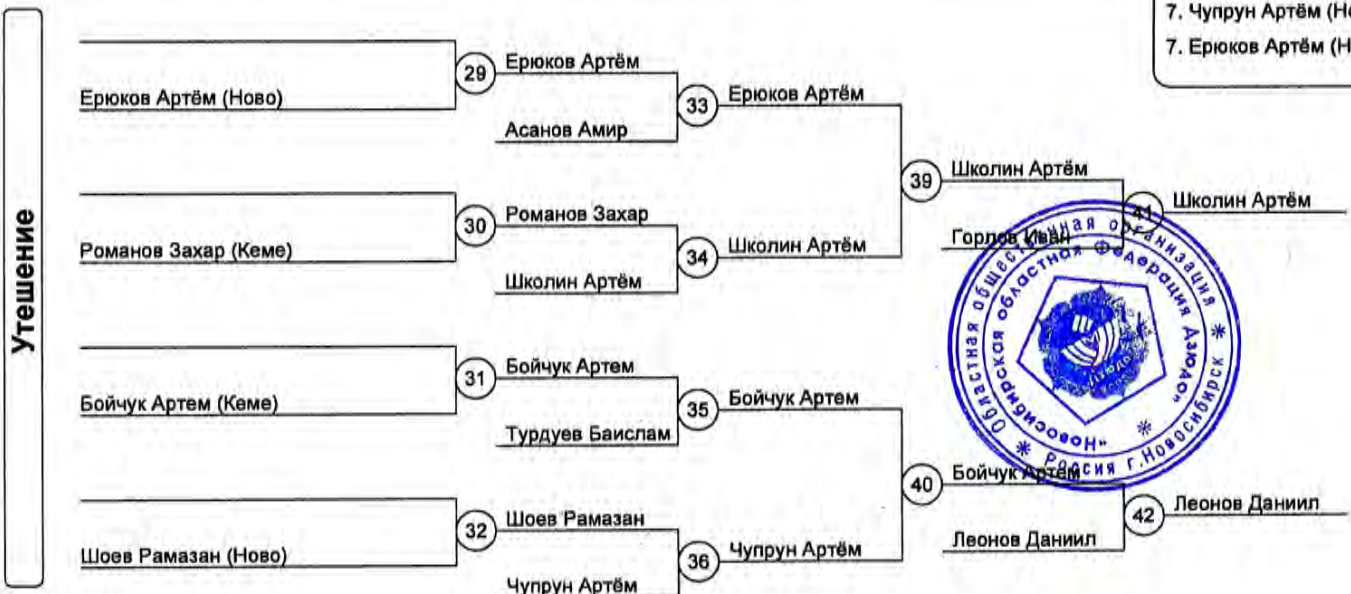 7. Чупрун Артём (Но
7. Ерюков Артём (Н
Утешение
29
Ерюков Артём (Ново)
Ерюков Артём
Асанов Амир
33
Ерюков Артём
30
Романов Захар (Кеме)
Романов Захар
Школин Артём
34
Школин Артём
39
Школин Артём
Горлов Иван
41
Школин Артём
31
Бойчук Артем (Кеме)
Бойчук Артем
Турдуев Баислам
35
Бойчук Артем
32
Шоев Рамазан (Ново)
Шоев Рамазан
Чупрун Артём
36
Чупрун Артём
40
Бойчук Артем
Леонов Даниил
42
Леонов Даниил
Областная общественная организация
«Новосибирская областная Федерация Дзюдо»
Россия г.Новосибирск
Дзюдо